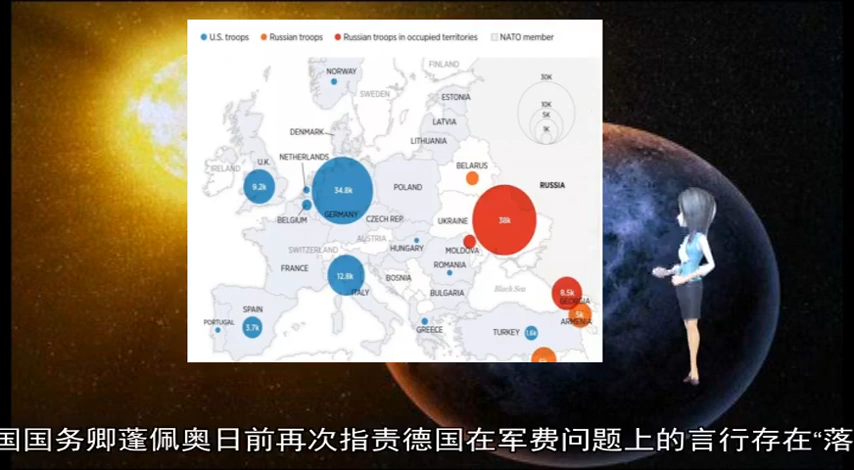 U.S. troops
Russian troops
Russian troops in occupied territories
NATO member
FINLAND
NORWAY
30K
SWEDEN
ESTONIA
10K
5K
LATVIA
1K
DENMARK
LITHUANIA
NETHERLANDS
U.K.
IRELAND
BELARUS
RUSSIA
9.2k
34.8k
POLAND
BELGIUM
GERMANY
CZECH REP.
UKRAINE
38k
AUSTRIA
SWITZERLAND
HUNGARY
MOLDOVA
FRANCE
ROMANIA
12.8k
BOSNIA
ITALY
BULGARIA
Black Sea
8.5k
GEORGIA
SPAIN
5k
PORTUGAL
3.7k
GREECE
TURKEY
1.6k
ARMENIA
国国务卿蓬佩奥日前再次指责德国在军费问题上的言行存在“落